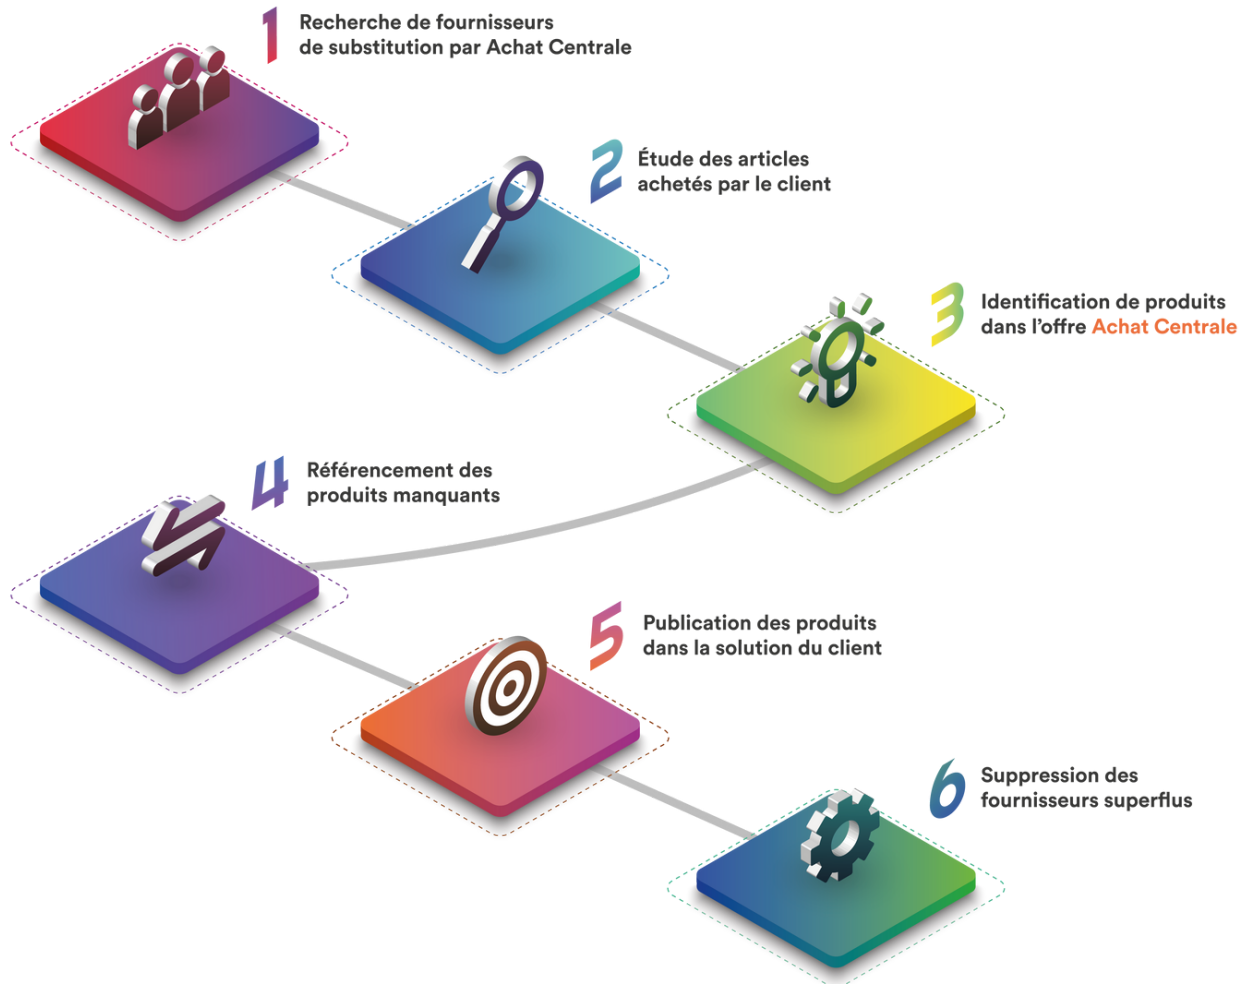 1
Recherche de fournisseurs
de substitution par Achat Centrale
2
Étude des articles
achetés par le client
3
Identification de produits
dans l’offre Achat Centrale
4
Référencement des
produits manquants
5
Publication des produits
dans la solution du client
6
Suppression des
fournisseurs superflus